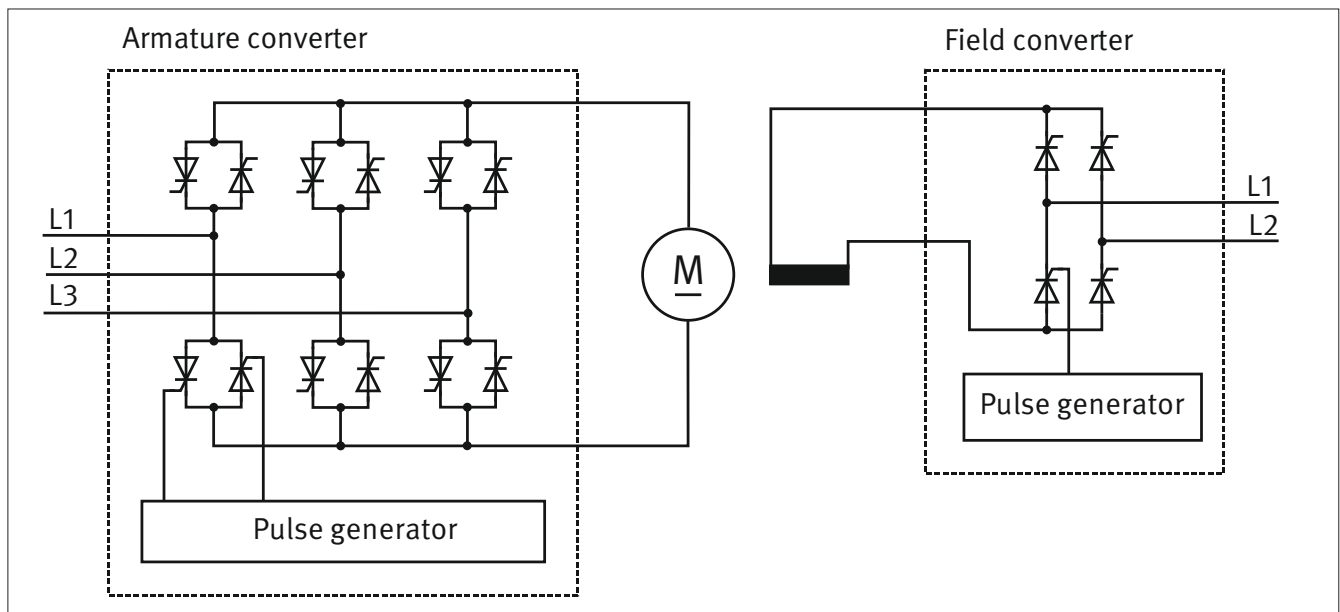 Armature converter
L1
L2
L3
M
Pulse generator
Field converter
L1
L2
Pulse generator